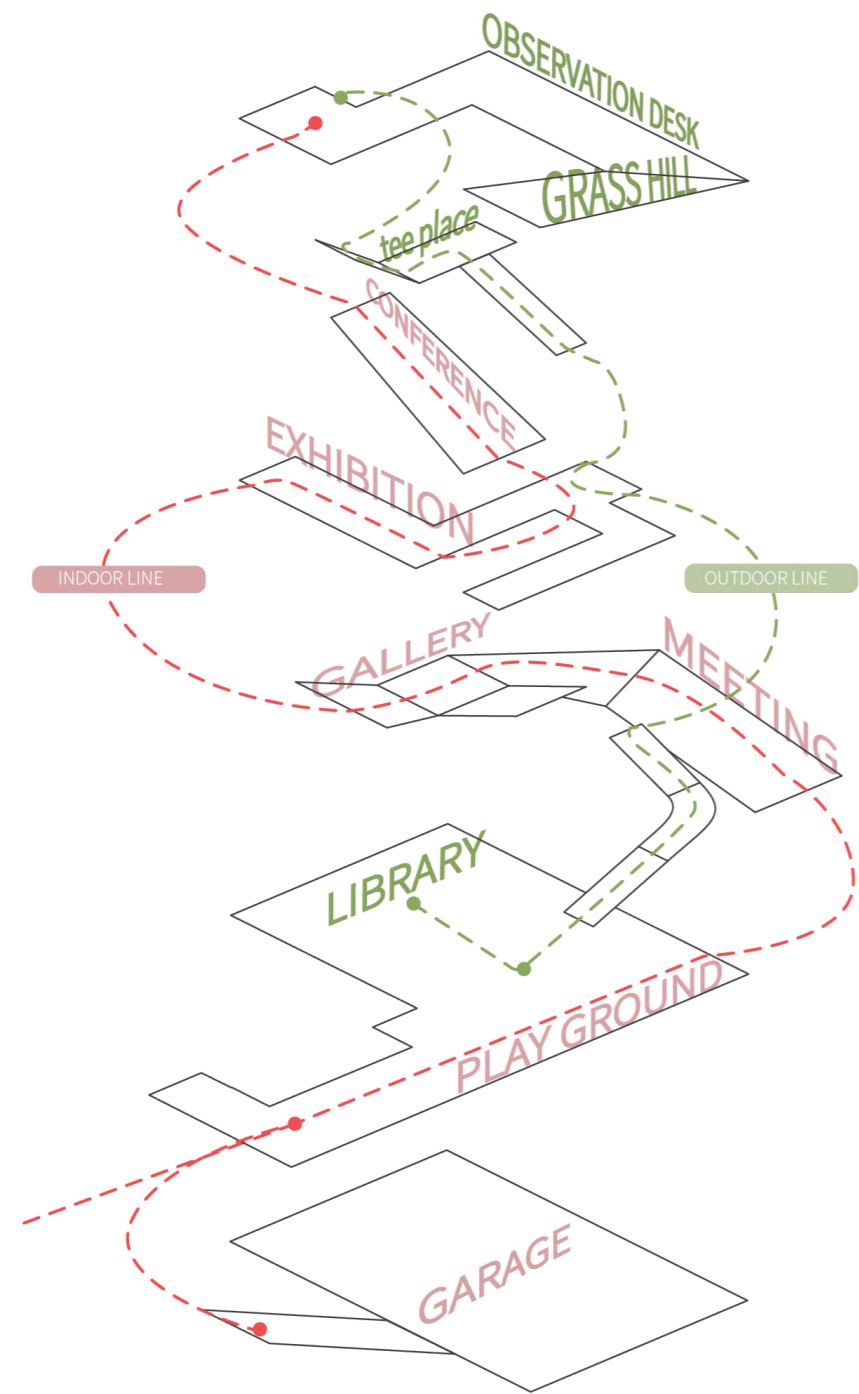 OBSERVATION DESK
GRASS HILL
tee place
CONFERENCE
EXHIBITION
INDOOR LINE
OUTDOOR LINE
GALLERY
MEETING
LIBRARY
PLAY GROUND
GARAGE